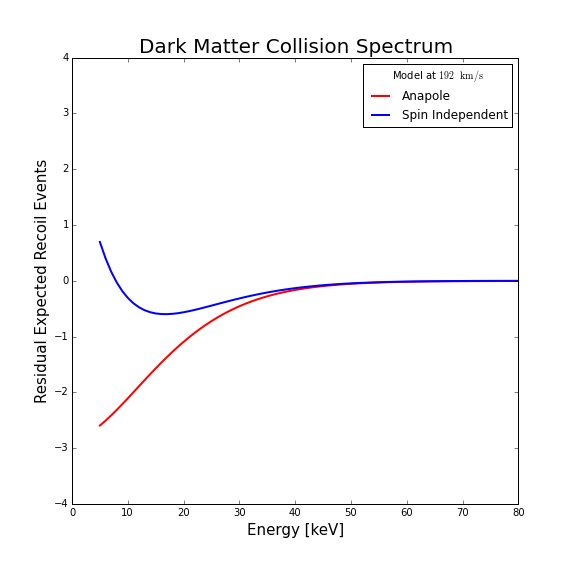 Dark Matter Collision Spectrum
Model at 192 km/s
Anapole
Spin Independent
4
3
2
1
0
−1
−2
−3
−4
Residual Expected Recoil Events
0 10 20 30 40 50 60 70 80
Energy [keV]